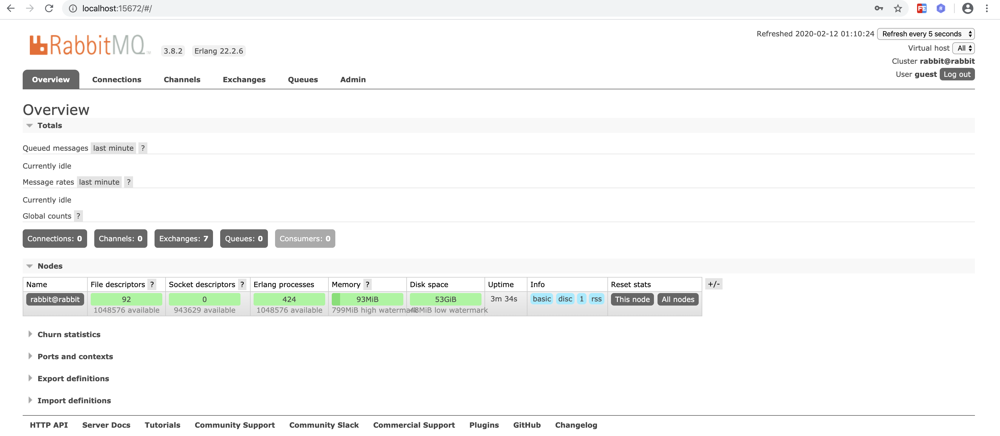 localhost:15672/#/
FE R
Refreshed 2020-02-12 01:10:24 Refresh every 5 seconds
Virtual host All
Cluster rabbit@rabbit
User guest Log out
RabbitMQ TM 3.8.2 Erlang 22.2.6
Overview Connections Channels Exchanges Queues Admin
Overview
Totals
Queued messages last minute ?
Currently idle
Message rates last minute ?
Currently idle
Global counts ?
Connections: 0 Channels: 0 Exchanges: 7 Queues: 0 Consumers: 0
Nodes
Name File descriptors ? Socket descriptors ? Erlang processes Memory ? Disk space Uptime Info Reset stats +/-
rabbit@rabbit 92 0 424 93MiB 53GiB 3m 34s basic disc 1 rss This node All nodes
1048576 available 943629 available 1048576 available 799MiB high watermark 48MiB low watermark
Churn statistics
Ports and contexts
Export definitions
Import definitions
HTTP API Server Docs Tutorials Community Support Community Slack Commercial Support Plugins GitHub Changelog